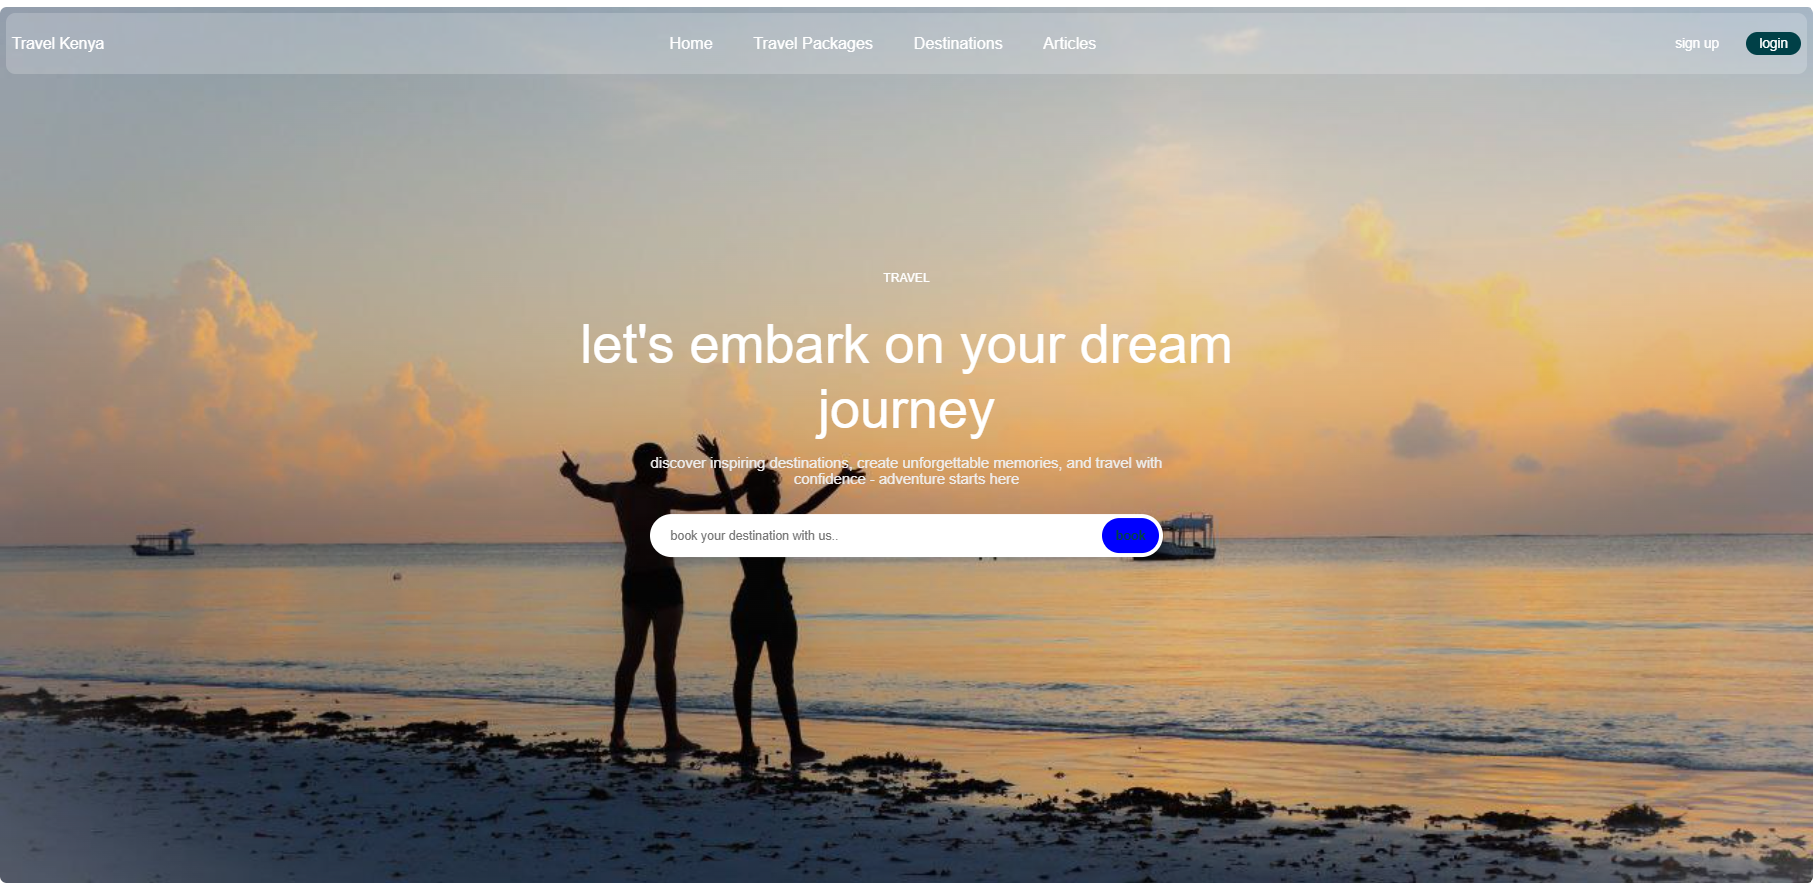 Travel Kenya
Home
Travel Packages
Destinations
Articles
sign up
login
TRAVEL
let's embark on your dream
journey
discover inspiring destinations, create unforgettable memories, and travel with
confidence - adventure starts here
book your destination with us..
book